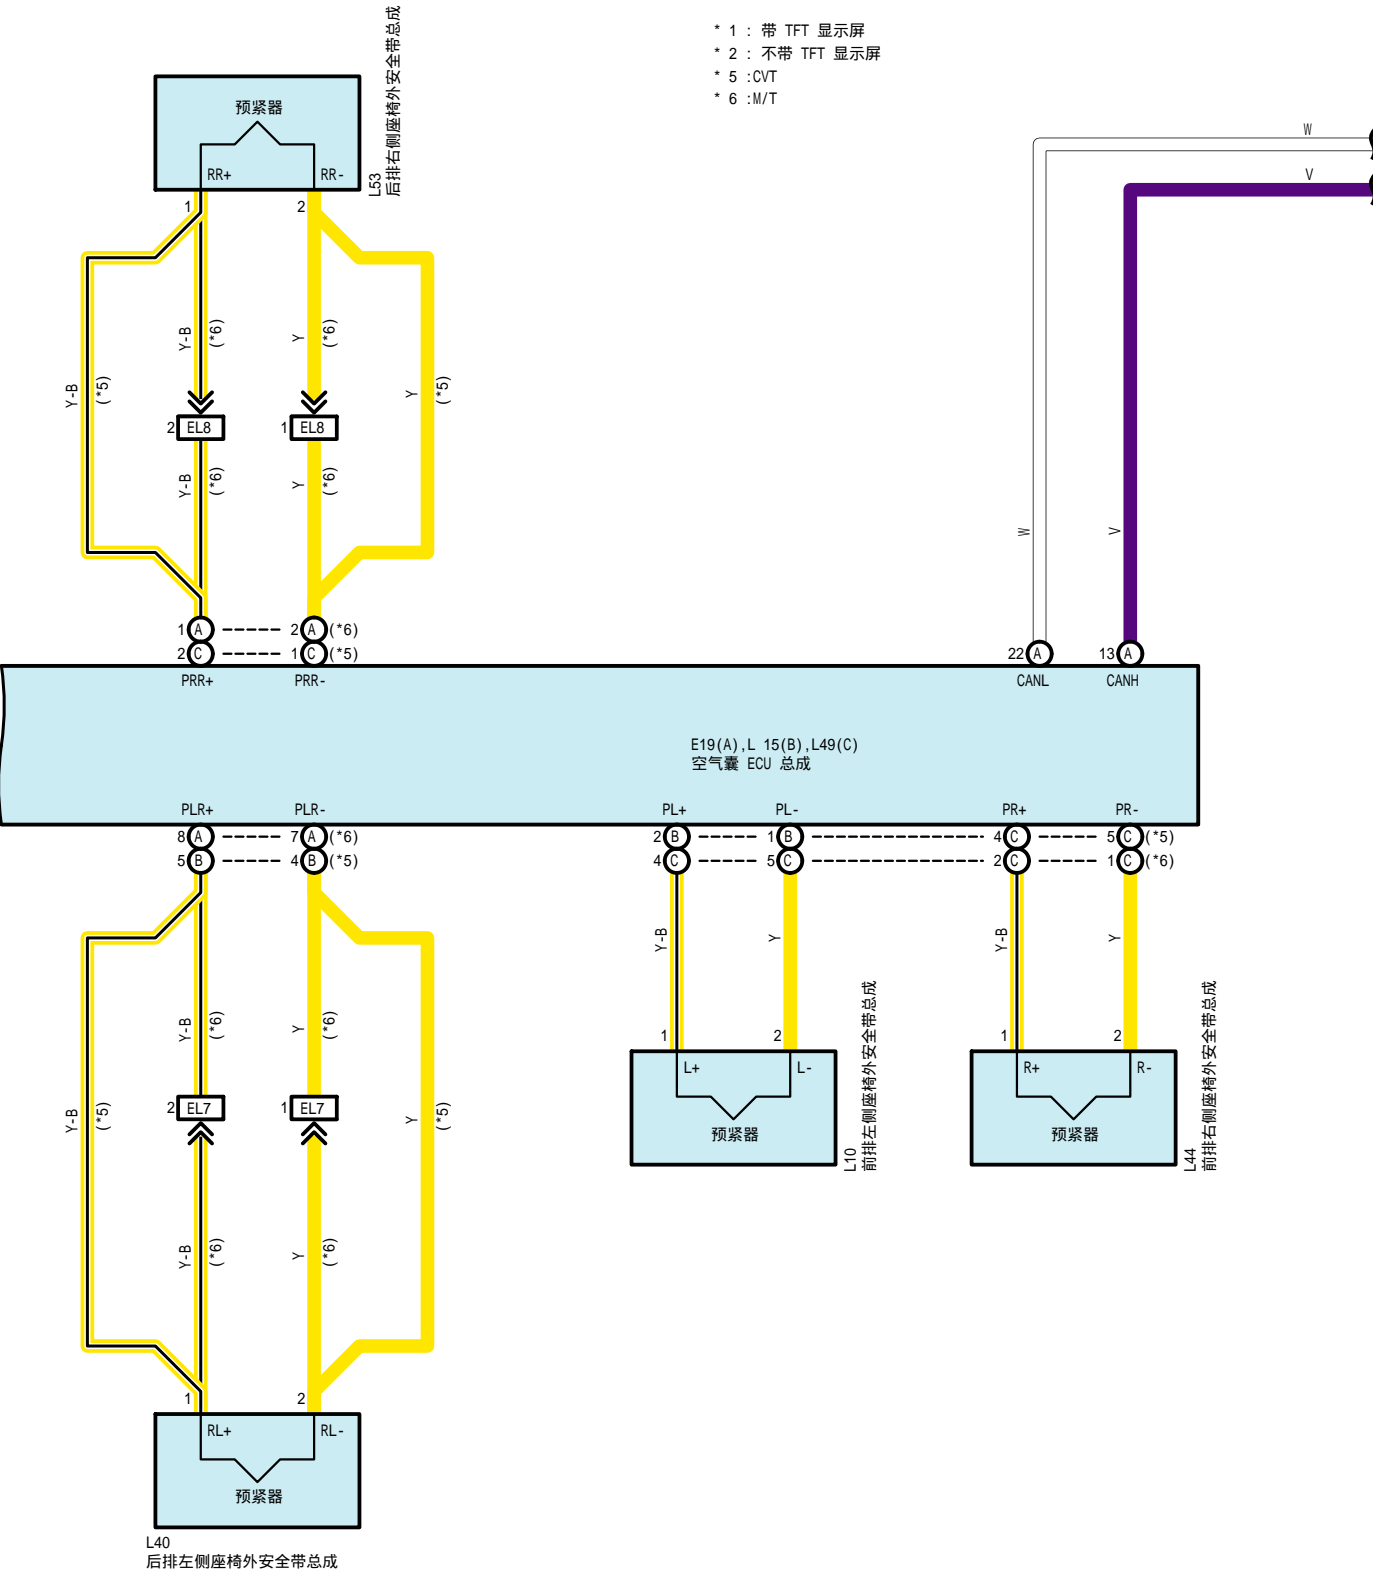 * 1 : 带 TFT 显示屏
* 2 : 不带 TFT 显示屏
* 5 :CVT
* 6 :M/T
预紧器
RR+
RR-
L53
后排右侧座椅外安全带总成
1
2
W
V
Y-B
(*6)
Y
(*6)
Y-B
(*5)
Y
(*5)
2
EL8
1
EL8
Y-B
(*6)
Y
(*6)
W
V
1
A
2
A
(*6)
2
C
1
C
(*5)
22
A
13
A
PRR+
PRR-
CANL
CANH
E19(A),L 15(B),L49(C)
空气囊 ECU 总成
PLR+
PLR-
PL+
PL-
PR+
PR-
8
A
7
A
(*6)
2
B
1
B
4
C
5
C
(*5)
5
B
4
B
(*5)
4
C
5
C
2
C
1
C
(*6)
Y-B
Y
Y-B
Y
Y-B
(*6)
Y
(*6)
1
2
1
2
L+
L-
预紧器
L10
前排左侧座椅外安全带总成
R+
R-
预紧器
L44
前排右侧座椅外安全带总成
Y-B
(*5)
2
EL7
1
EL7
Y
(*5)
Y-B
(*6)
Y
(*6)
1
2
RL+
RL-
预紧器
L40
后排左侧座椅外安全带总成